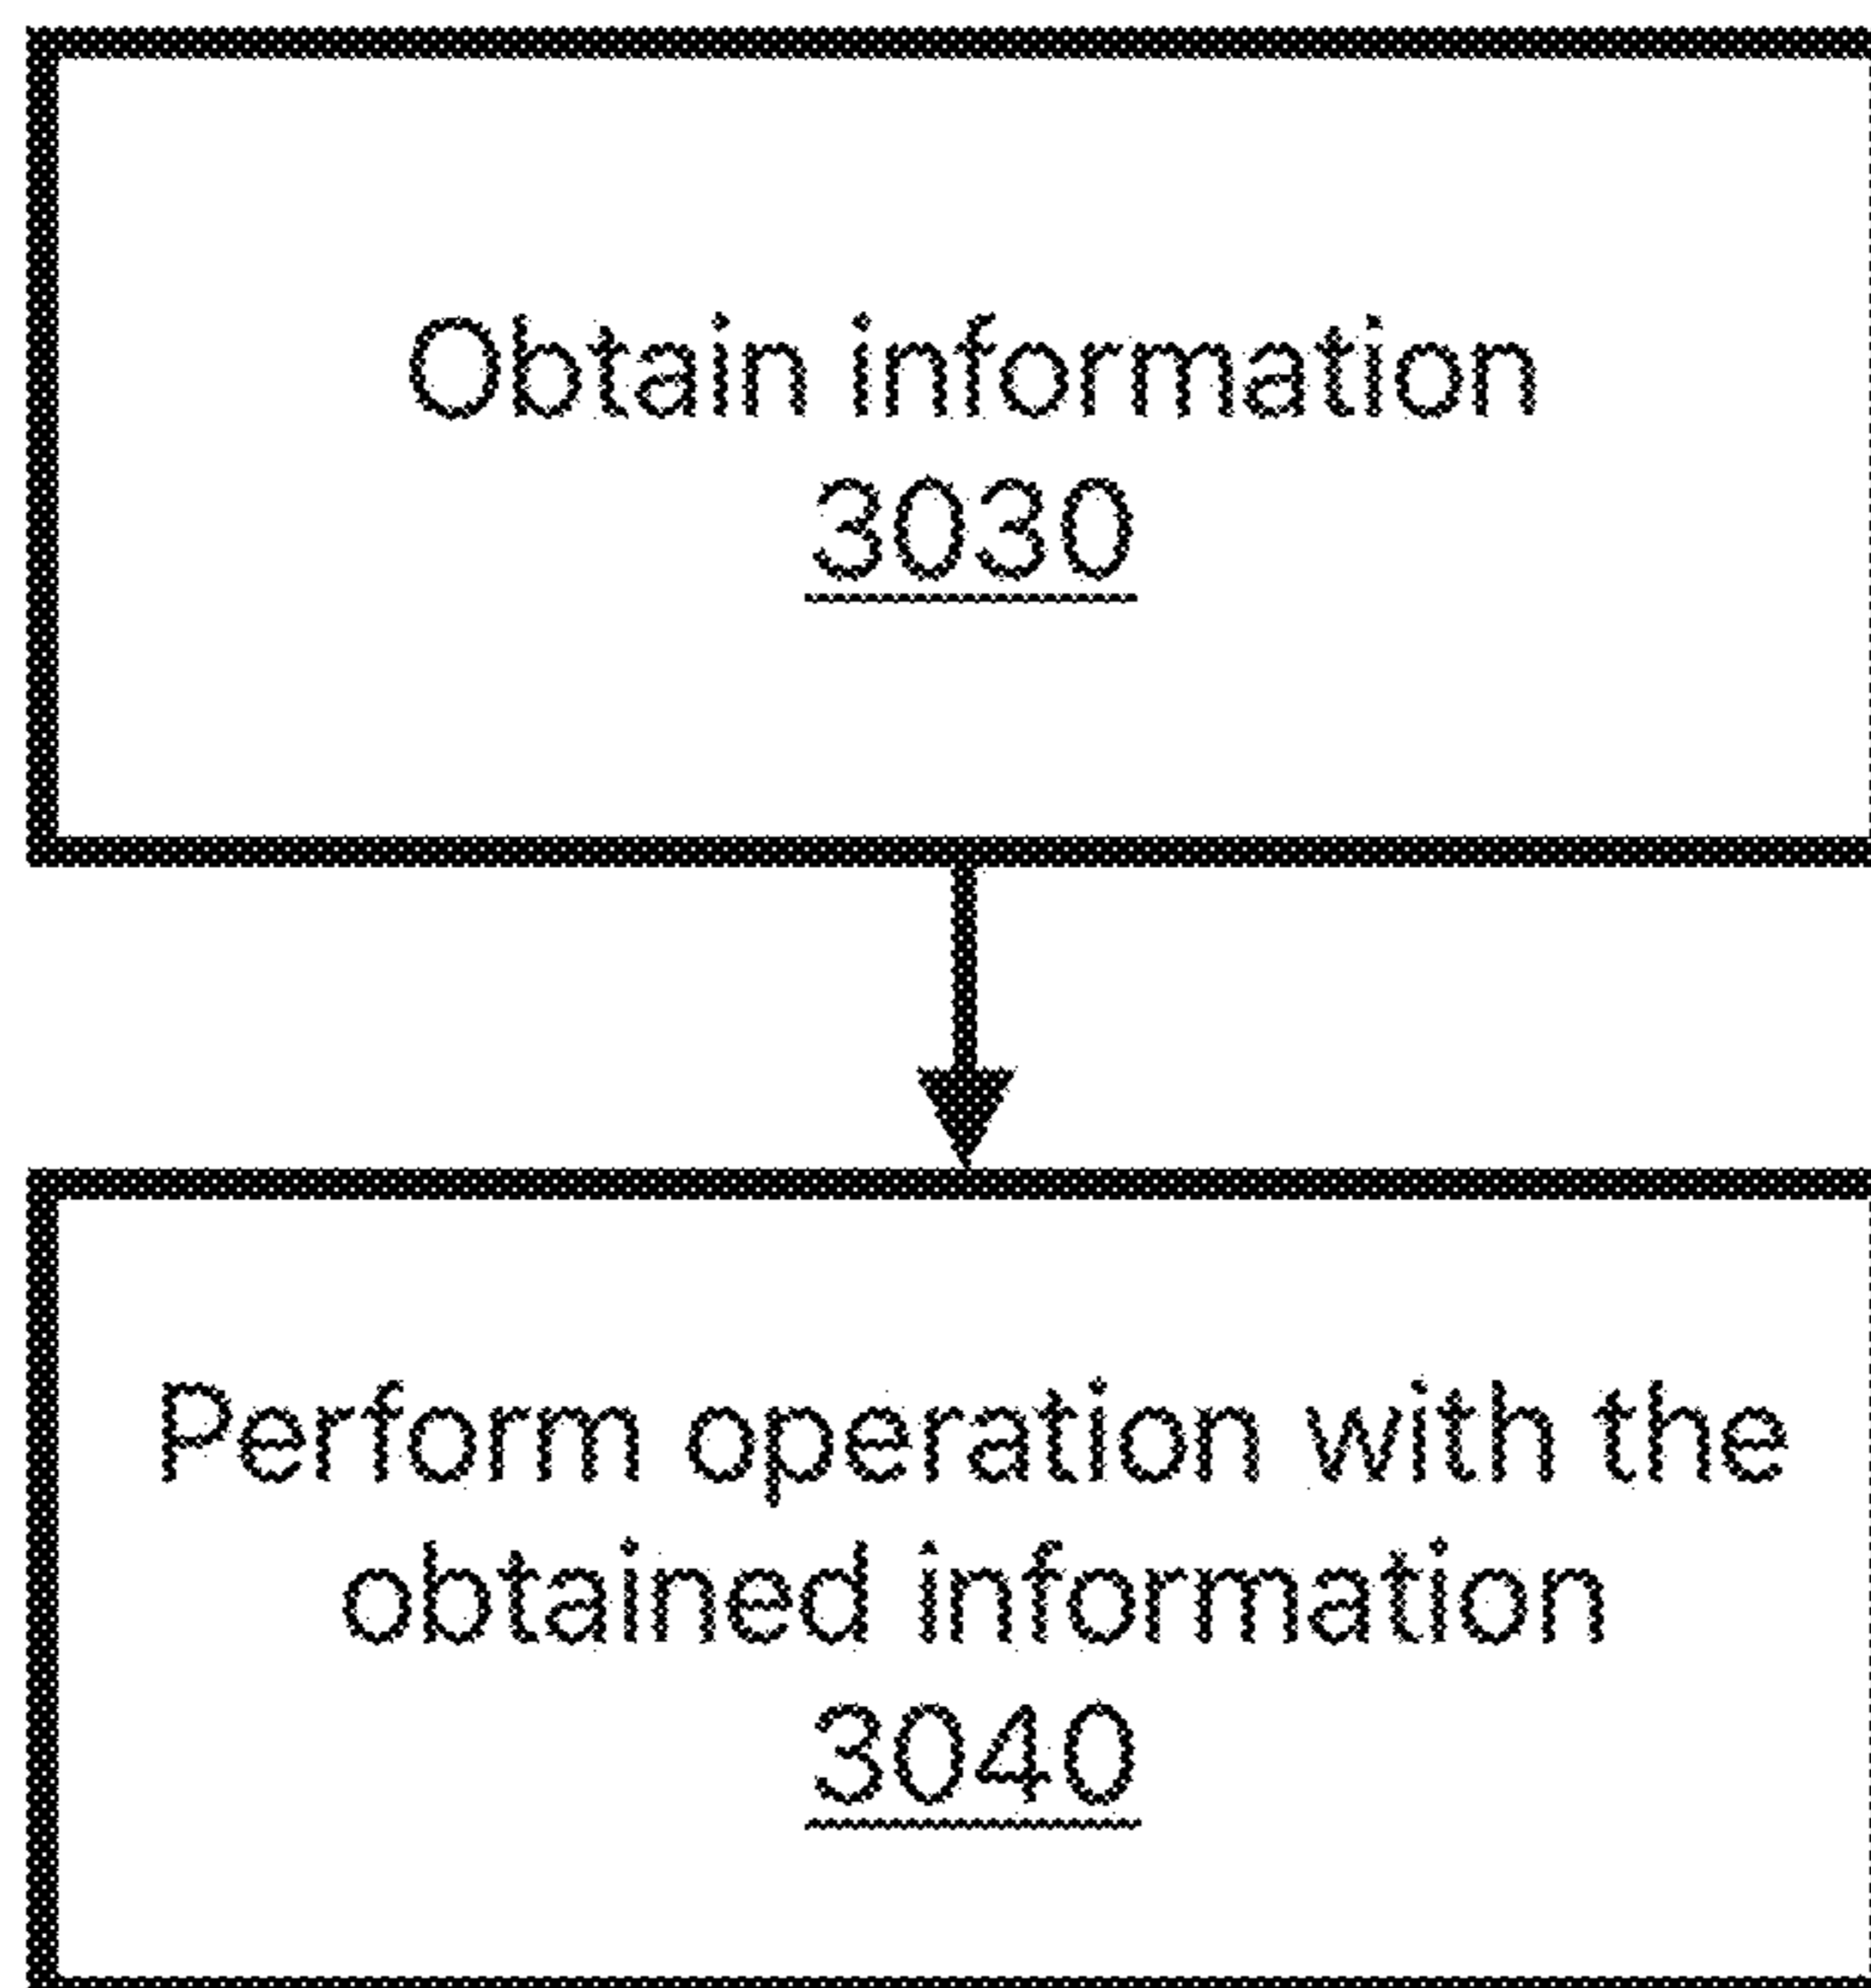 Obtain information
3030
Perform operation with the
obtained information
3040